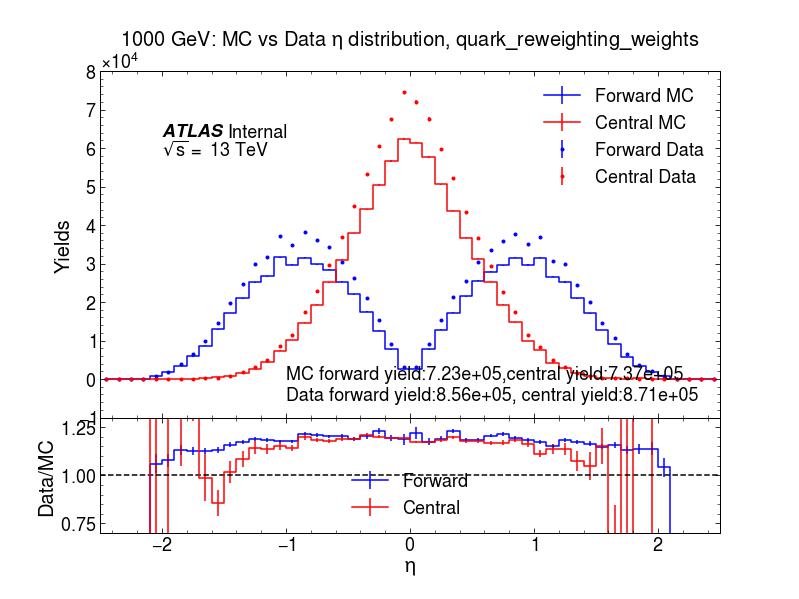 1000 GeV: MC vs Data η distribution, quark_reweighting_weights
×10⁴
8
7
6
5
4
3
2
1
0
−1
Yields
ATLAS Internal
√s = 13 TeV
Forward MC
Central MC
Forward Data
Central Data
MC forward yield:7.23e+05,central yield:7.37e+05
Data forward yield:8.56e+05, central yield:8.71e+05
1.25
1.00
0.75
Data/MC
Forward
Central
−2 −1 0 1 2
η